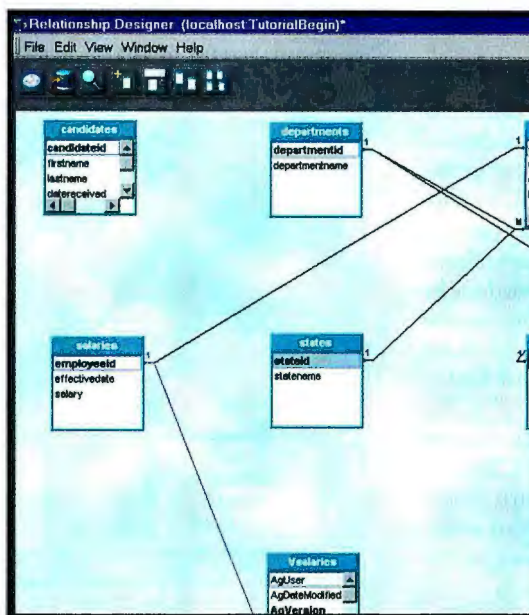 Relationship Designer (localhost:TutorialBegin)*
File Edit View Window Help
candidates
candidateid
firstname
lastname
datereceived
departments
departmentid
departmentname
1
1
M
salaries
employeeid
effectivedate
salary
1
states
stateid
statename
1
Vsalaries
AgUser
AgDateModified
AgVersion